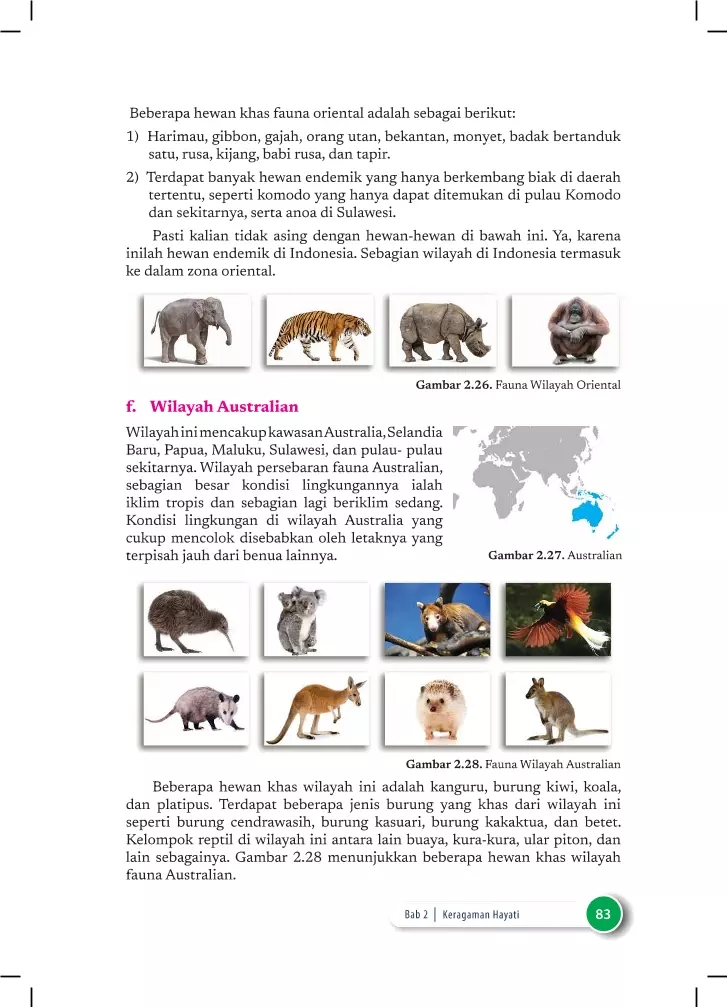 Beberapa hewan khas fauna oriental adalah sebagai berikut:
1) Harimau, gibbon, gajah, orang utan, bekantan, monyet, badak bertanduk
satu, rusa, kijang, babi rusa, dan tapir.
2) Terdapat banyak hewan endemik yang hanya berkembang biak di daerah
tertentu, seperti komodo yang hanya dapat ditemukan di pulau Komodo
dan sekitarnya, serta anoa di Sulawesi.
Pasti kalian tidak asing dengan hewan-hewan di bawah ini. Ya, karena
inilah hewan endemik di Indonesia. Sebagian wilayah di Indonesia termasuk
ke dalam zona oriental.
Gambar 2.26. Fauna Wilayah Oriental
f. Wilayah Australian
Wilayah ini mencakup kawasan Australia, Selandia
Baru, Papua, Maluku, Sulawesi, dan pulau- pulau
sekitarnya. Wilayah persebaran fauna Australian,
sebagian besar kondisi lingkungannya ialah
iklim tropis dan sebagian lagi beriklim sedang.
Kondisi lingkungan di wilayah Australia yang
cukup mencolok disebabkan oleh letaknya yang
terpisah jauh dari benua lainnya.
Gambar 2.27. Australian
Gambar 2.28. Fauna Wilayah Australian
Beberapa hewan khas wilayah ini adalah kanguru, burung kiwi, koala,
dan platipus. Terdapat beberapa jenis burung yang khas dari wilayah ini
seperti burung cendrawasih, burung kasuari, burung kakaktua, dan betet.
Kelompok reptil di wilayah ini antara lain buaya, kura-kura, ular piton, dan
lain sebagainya. Gambar 2.28 menunjukkan beberapa hewan khas wilayah
fauna Australian.
Bab 2 | Keragaman Hayati 83